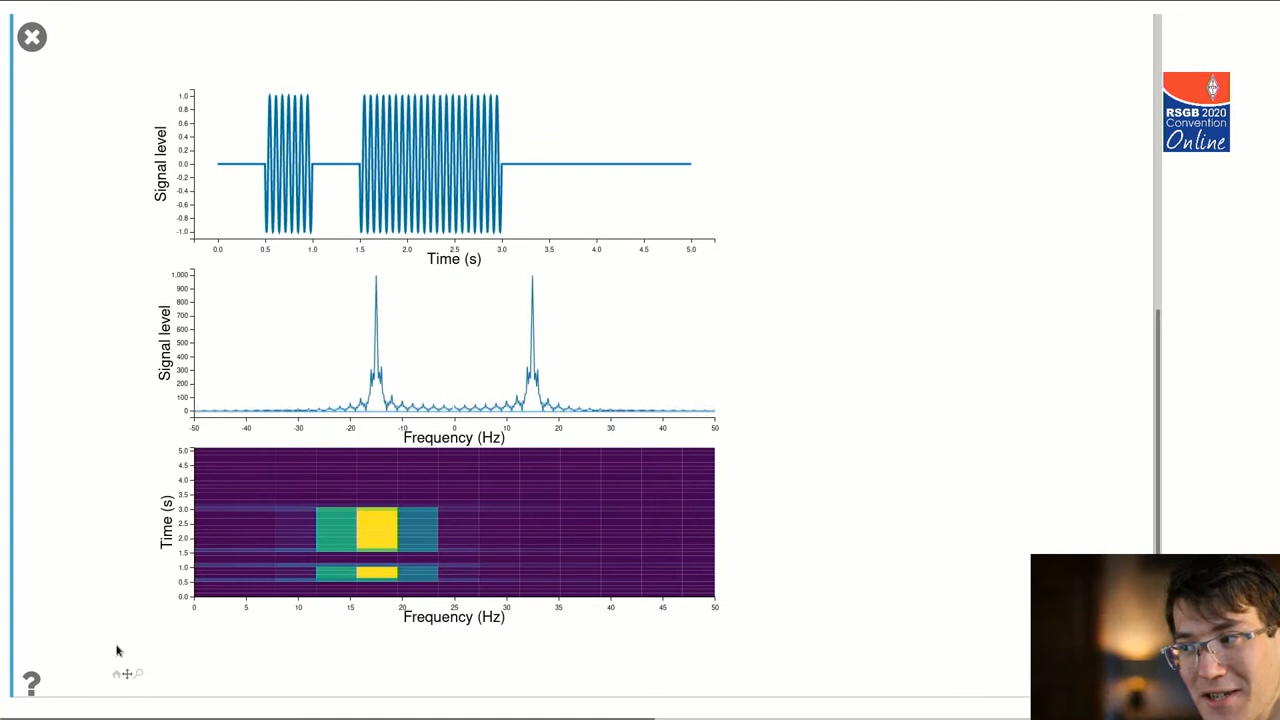 RSGB 2020
Convention
Online
Signal level
1.0
0.8
0.6
0.4
0.2
0.0
-0.2
-0.4
-0.6
-0.8
-1.0
0.0 0.5 1.0 1.5 2.0 2.5 3.0 3.5 4.0 4.5 5.0
Time (s)
Signal level
1,000
900
800
700
600
500
400
300
200
100
0
-50 -40 -30 -20 -10 0 10 20 30 40 50
Frequency (Hz)
Time (s)
5.0
4.5
4.0
3.5
3.0
2.5
2.0
1.5
1.0
0.5
0.0
0 5 10 15 20 25 30 35 40 45 50
Frequency (Hz)
?